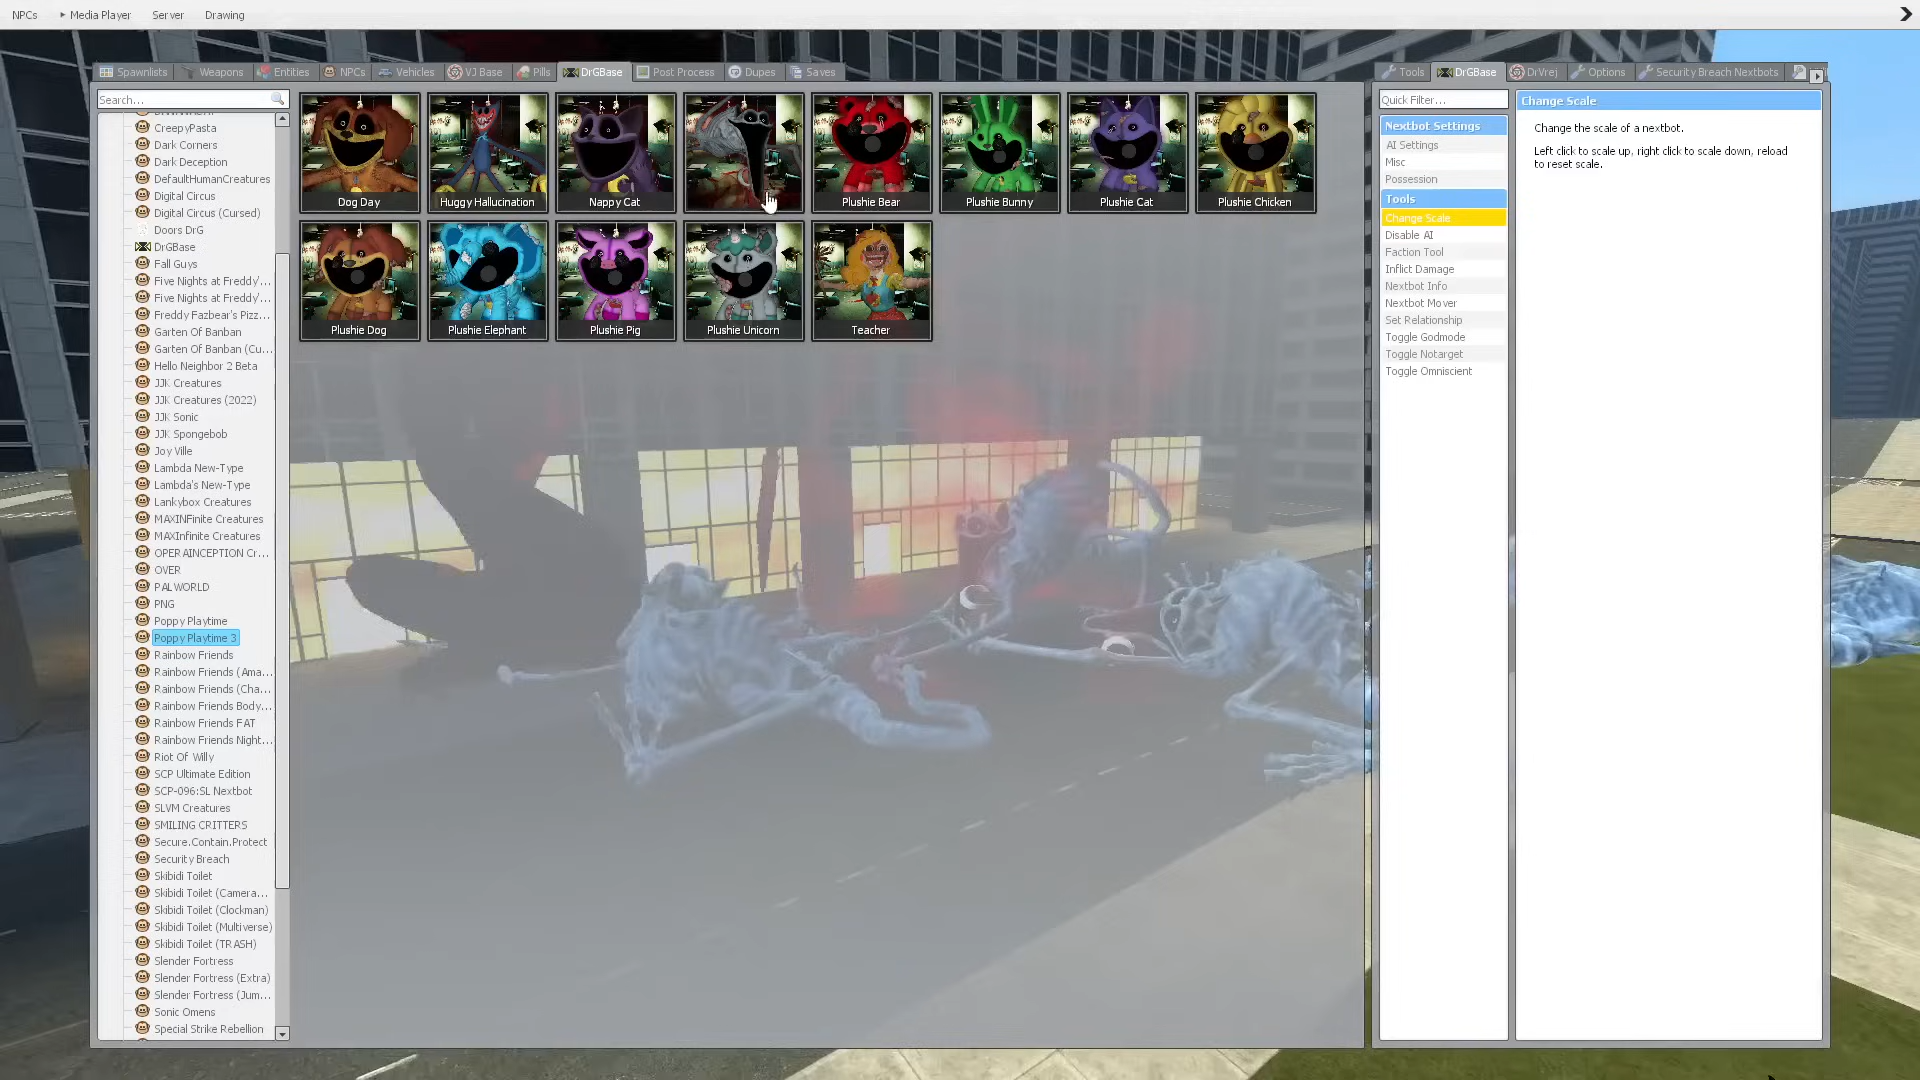 NPCs
Media Player
Server
Drawing
Spawnlists
Weapons
Entities
NPCs
Vehicles
VJ Base
Pills
DrGBase
Post Process
Dupes
Saves
Search...
CreepyPasta
Dark Corners
Dark Deception
DefaultHumanCreatures
Digital Circus
Digital Circus (Cursed)
Doors DrG
DrGBase
Fall Guys
Five Nights at Freddy'...
Five Nights at Freddy'...
Freddy Fazbear's Pizz...
Garten Of Banban
Garten Of Banban (Cu...
Hello Neighbor 2 Beta
JJK Creatures
JJK Creatures (2022)
JJK Sonic
JJK Spongebob
Joy Ville
Lambda New-Type
Lambda's New-Type
Lankybox Creatures
MAXINFinite Creatures
MAXInfinite Creatures
OPERAINCEPTION Cr...
OVER
PALWORLD
PNG
Poppy Playtime
Poppy Playtime 3
Rainbow Friends
Rainbow Friends (Ama...
Rainbow Friends (Cha...
Rainbow Friends Body...
Rainbow Friends FAT
Rainbow Friends Night...
Riot Of Willy
SCP Ultimate Edition
SCP-096:SL Nextbot
SLVM Creatures
SMILING CRITTERS
Secure.Contain.Protect
Security Breach
Skibidi Toilet
Skibidi Toilet (Camera...
Skibidi Toilet (Clockman)
Skibidi Toilet (Multiverse)
Skibidi Toilet (TRASH)
Slender Fortress
Slender Fortress (Extra)
Slender Fortress (Jum...
Sonic Omens
Special Strike Rebellion
Dog Day
Huggy Hallucination
Nappy Cat
Plushie Bear
Plushie Bunny
Plushie Cat
Plushie Chicken
Plushie Dog
Plushie Elephant
Plushie Pig
Plushie Unicorn
Teacher
Tools
DrGBase
DrVrej
Options
Security Breach Nextbots
Quick Filter...
Nextbot Settings
AI Settings
Misc
Possession
Tools
Change Scale
Disable AI
Faction Tool
Inflict Damage
Nextbot Info
Nextbot Mover
Set Relationship
Toggle Godmode
Toggle Notarget
Toggle Omniscient
Change Scale
Change the scale of a nextbot.
Left click to scale up, right click to scale down, reload
to reset scale.